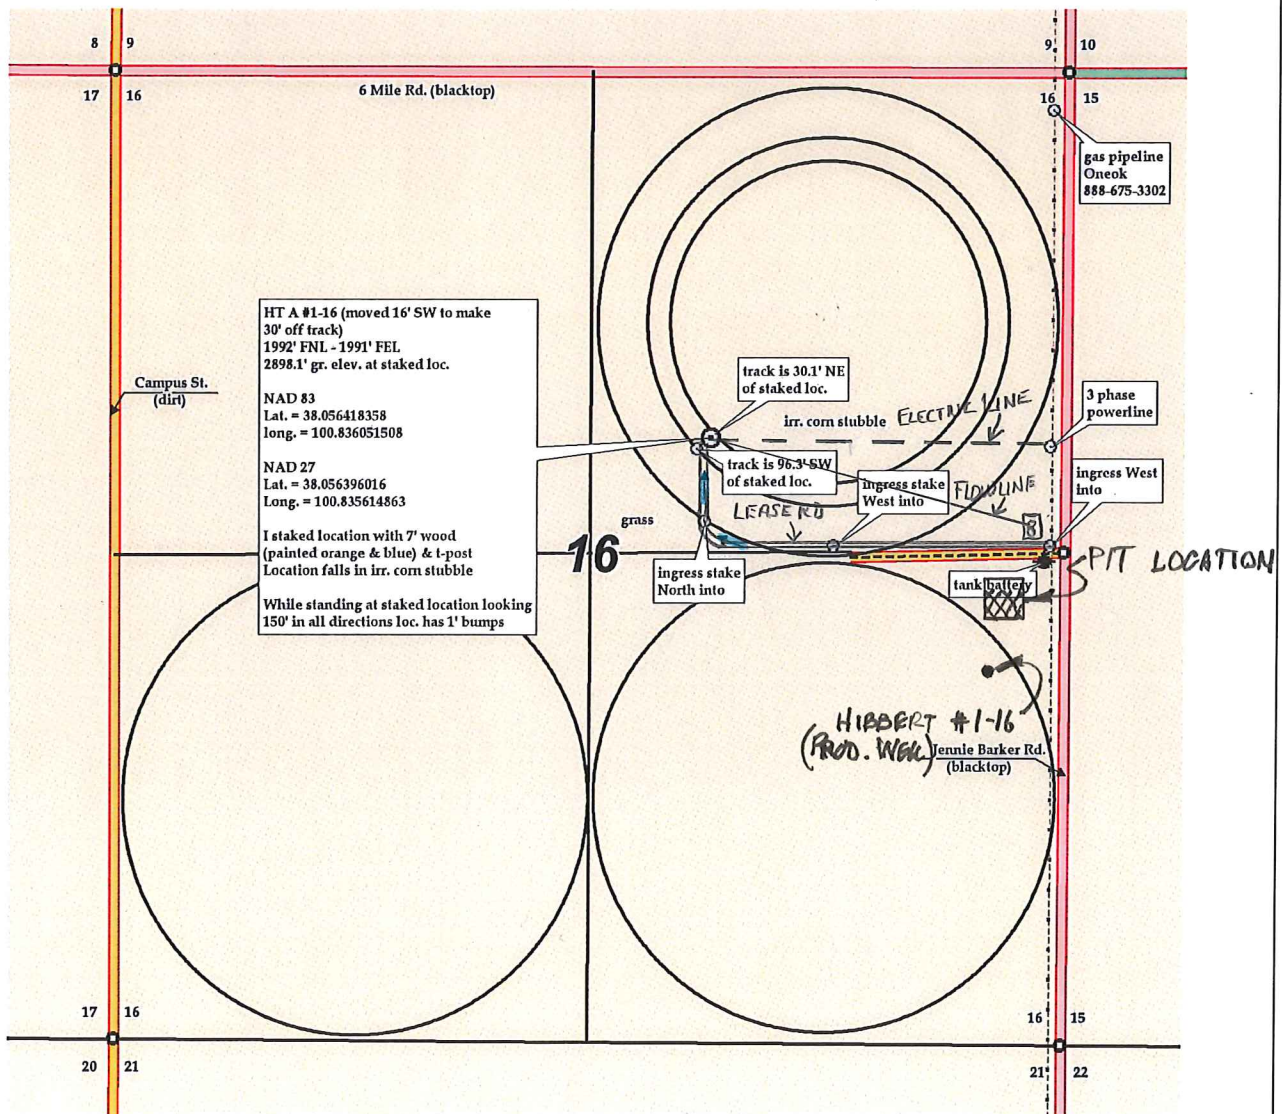 8 9
9 10
17 16
6 Mile Rd. (blacktop)
16 15
gas pipeline
Oneok
888-675-3302
HT A #1-16 (moved 16' SW to make
30' off track)
1992' FNL - 1991' FEL
2898.1' gr. elev. at staked loc.
NAD 83
Lat. = 38.056418358
long. = 100.836051508
NAD 27
Lat. = 38.056396016
Long. = 100.835614863
I staked location with 7' wood
(painted orange & blue) & t-post
Location falls in irr. corn stubble
While standing at staked location looking
150' in all directions loc. has 1' bumps
Campus St.
(dirt)
track is 30.1' NE
of staked loc.
irr. corn stubble
ELECTRIC LINE
3 phase
powerline
track is 96.3' SW
of staked loc.
ingress stake
West into
FLOWLINE
ingress West
into
LEASE RD
grass
16
ingress stake
North into
tank battery
PIT LOCATION
HIBBERT #1-16
(PROD. WELL)
Jennie Barker Rd.
(blacktop)
17 16
16 15
20 21
21 22